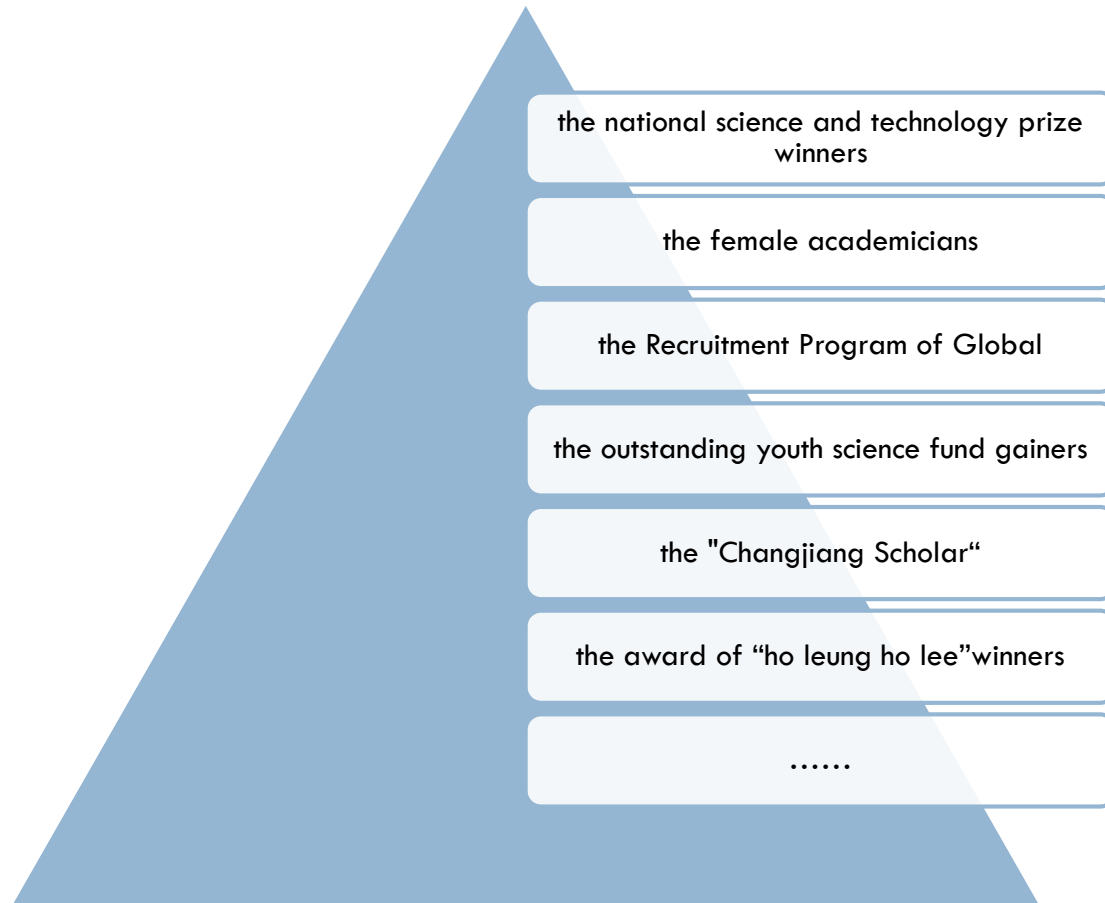 the national science and technology prize
winners
the female academicians
the Recruitment Program of Global
the outstanding youth science fund gainers
the "Changjiang Scholar“
the award of “ho leung ho lee”winners
……